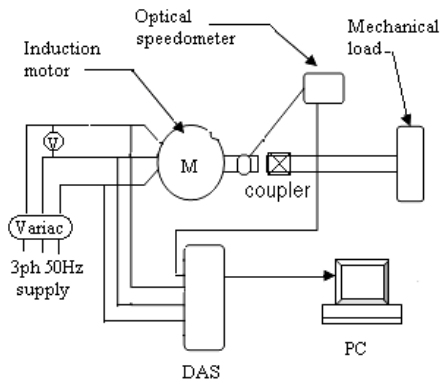 Optical
speedometer
Mechanical
load
Induction
motor
V
M
coupler
Variac
3ph 50Hz
supply
DAS
PC